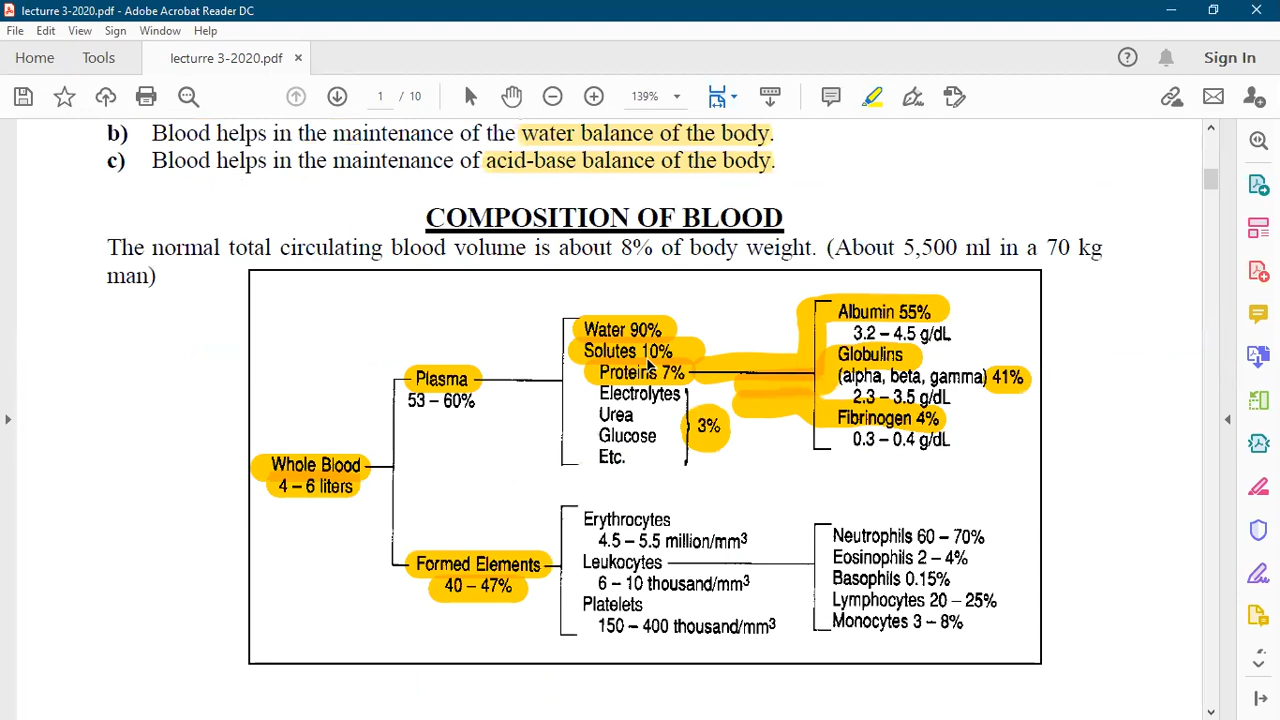 lecturre 3-2020.pdf - Adobe Acrobat Reader DC
File Edit View Sign Window Help
Home Tools lecturre 3-2020.pdf × Sign In
1 / 10 139%
b) Blood helps in the maintenance of the water balance of the body.
c) Blood helps in the maintenance of acid-base balance of the body.
COMPOSITION OF BLOOD
The normal total circulating blood volume is about 8% of body weight. (About 5,500 ml in a 70 kg
man)
Whole Blood
4 – 6 liters
Plasma
53 – 60%
Water 90%
Solutes 10%
Proteins 7%
Electrolytes
Urea
Glucose
Etc.
3%
Albumin 55%
3.2 – 4.5 g/dL
Globulins
(alpha, beta, gamma) 41%
2.3 – 3.5 g/dL
Fibrinogen 4%
0.3 – 0.4 g/dL
Formed Elements
40 – 47%
Erythrocytes
4.5 – 5.5 million/mm³
Leukocytes
6 – 10 thousand/mm³
Platelets
150 – 400 thousand/mm³
Neutrophils 60 – 70%
Eosinophils 2 – 4%
Basophils 0.15%
Lymphocytes 20 – 25%
Monocytes 3 – 8%